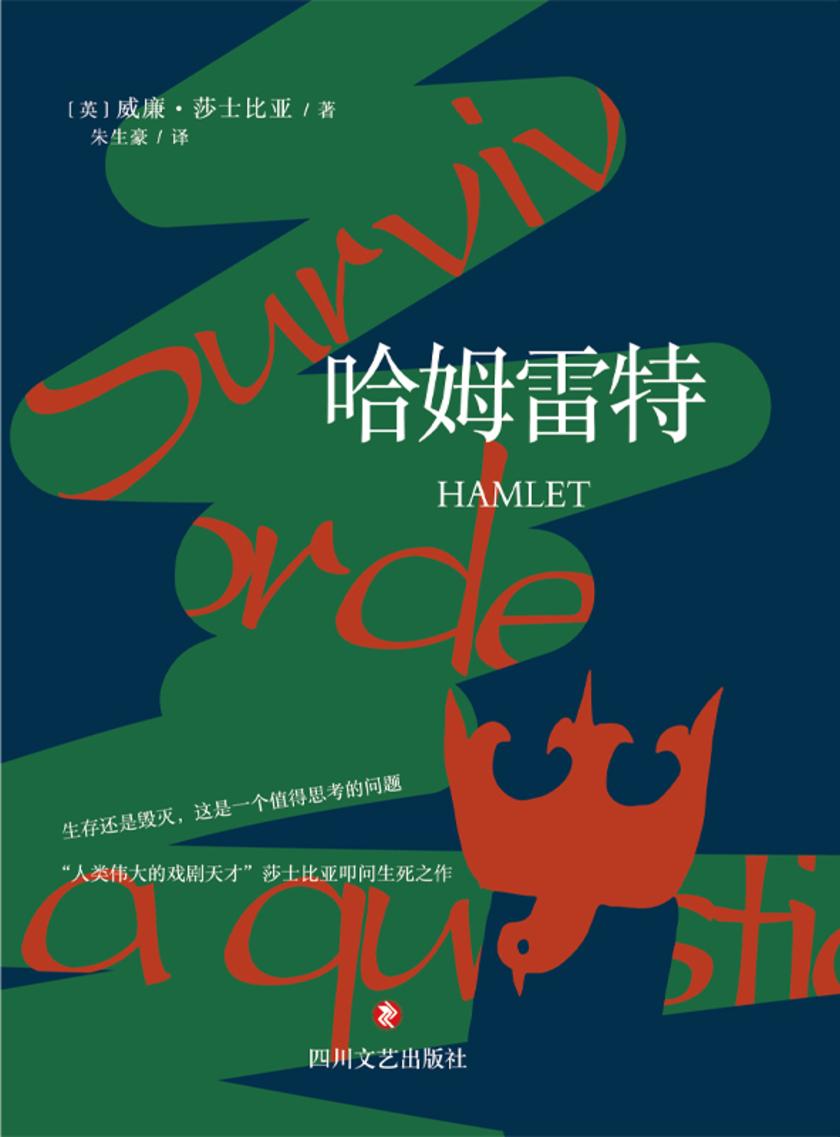 [英]威廉·莎士比亚 / 著
朱生豪 / 译
Surviv
哈姆雷特
HAMLET
orde
生存还是毁灭，这是一个值得思考的问题
“人类伟大的戏剧天才”莎士比亚叩问生死之作
a qu stio
四川文艺出版社